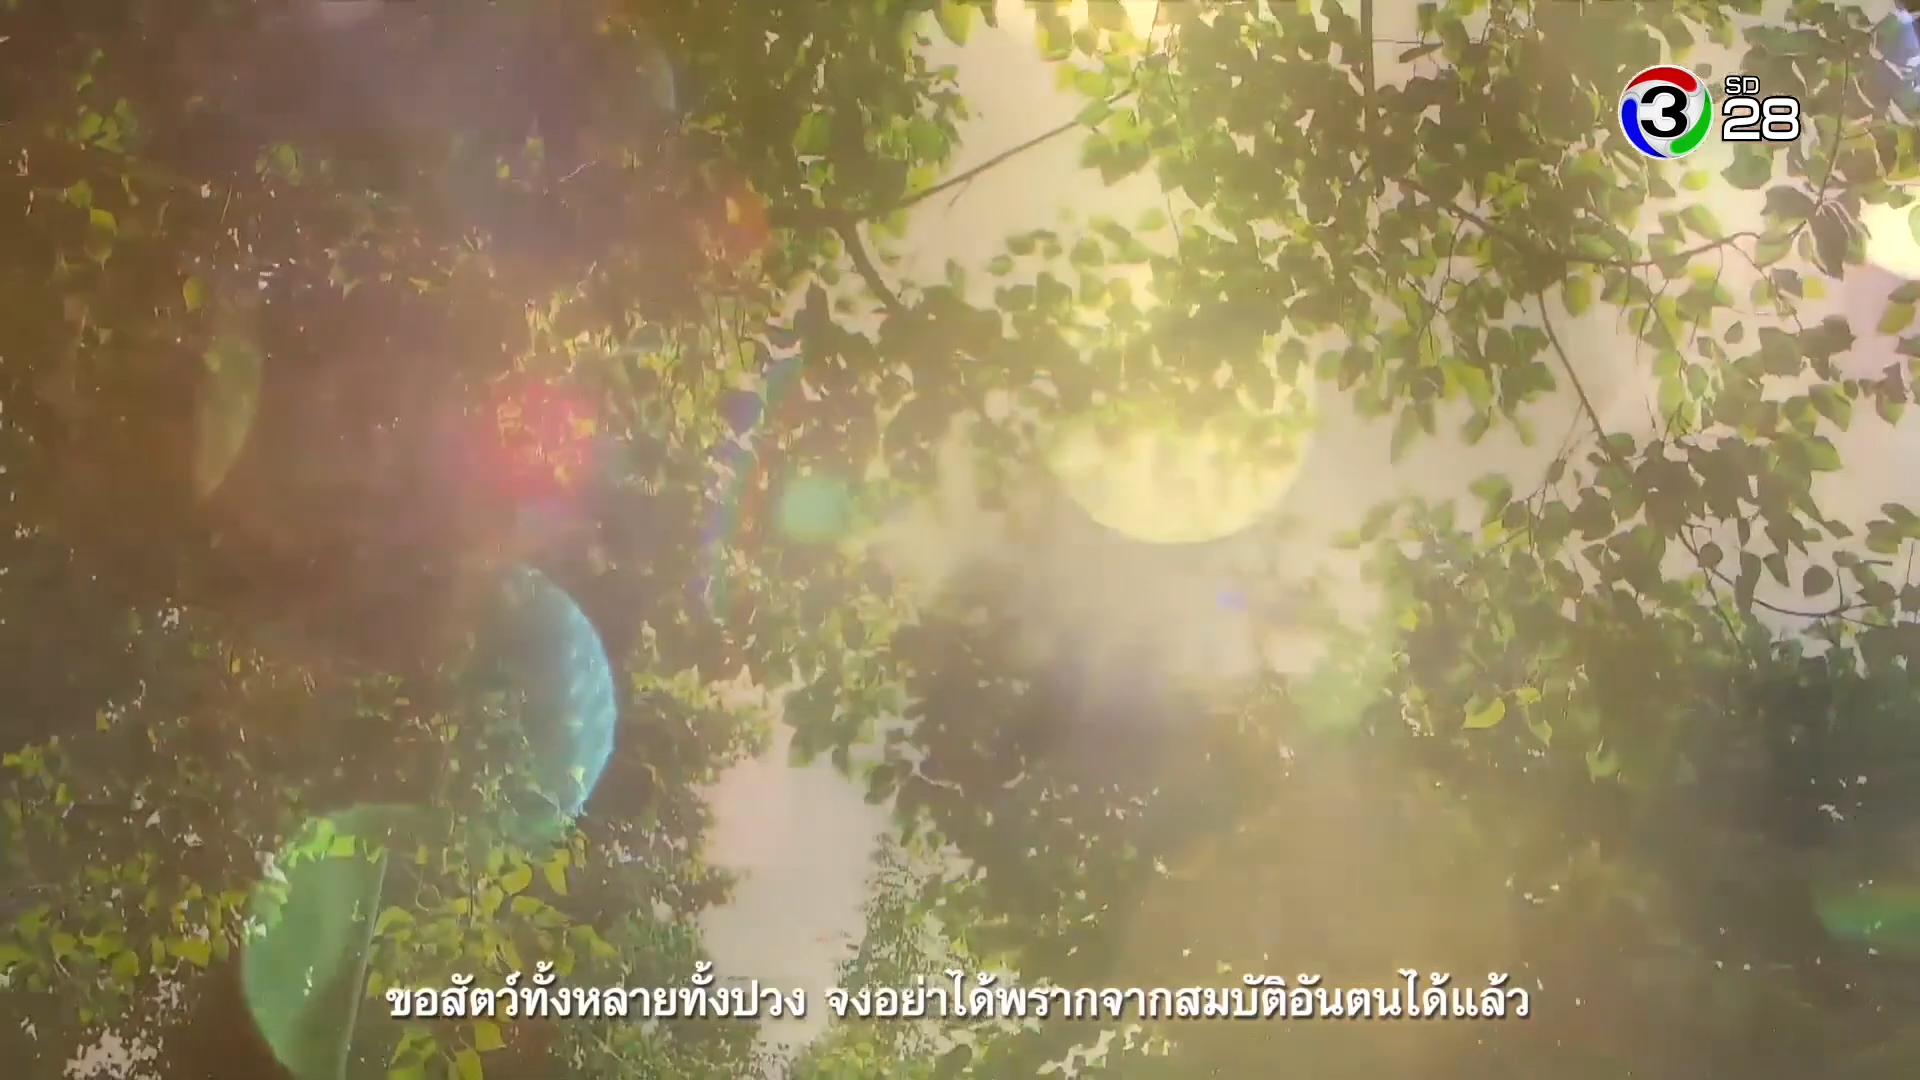 3
SD
28
ขอสัตว์ทั้งหลายทั้งปวง จงอย่าได้พรากจากสมบัติอันตนได้แล้ว